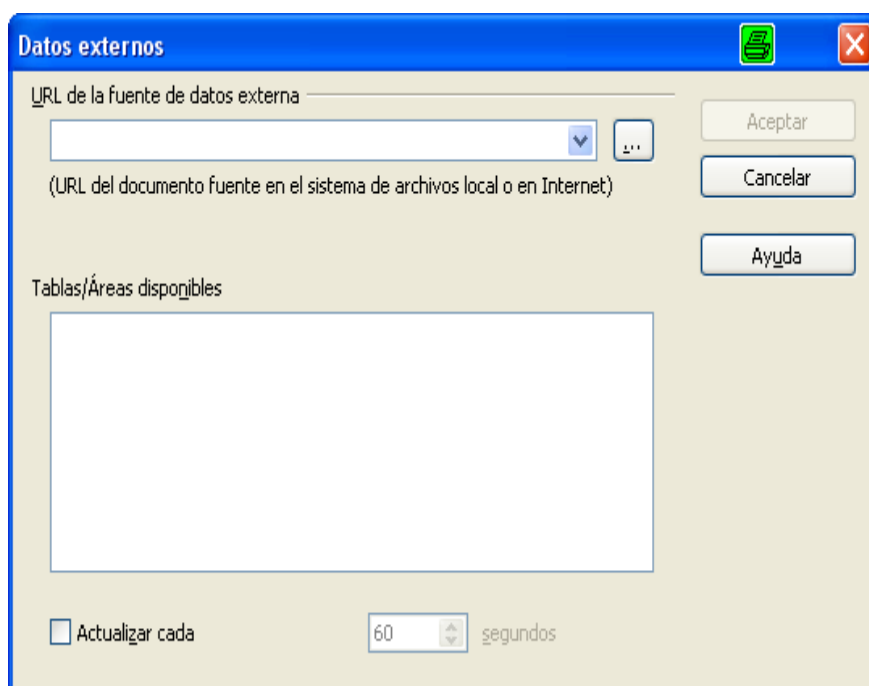 Datos externos
URL de la fuente de datos externa
...
Aceptar
(URL del documento fuente en el sistema de archivos local o en Internet)
Cancelar
Ayuda
Tablas/Áreas disponibles
Actualizar cada 60 segundos